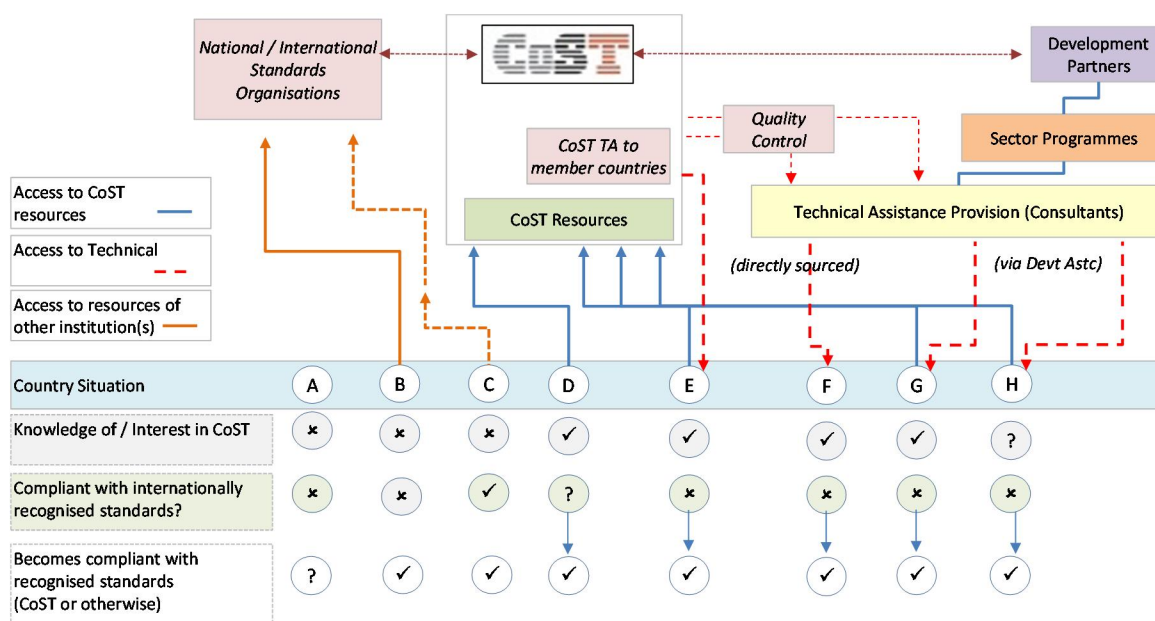 National / International
Standards
Organisations
CoST
Development
Partners
Quality
Control
Sector Programmes
CoST TA to
member countries
Access to CoST
resources
CoST Resources
Technical Assistance Provision (Consultants)
Access to Technical
(directly sourced)
(via Devt Astc)
Access to resources of
other institution(s)
Country Situation
A
B
C
D
E
F
G
H
Knowledge of / Interest in CoST
?
Compliant with internationally
recognised standards?
?
Becomes compliant with
recognised standards
(CoST or otherwise)
?